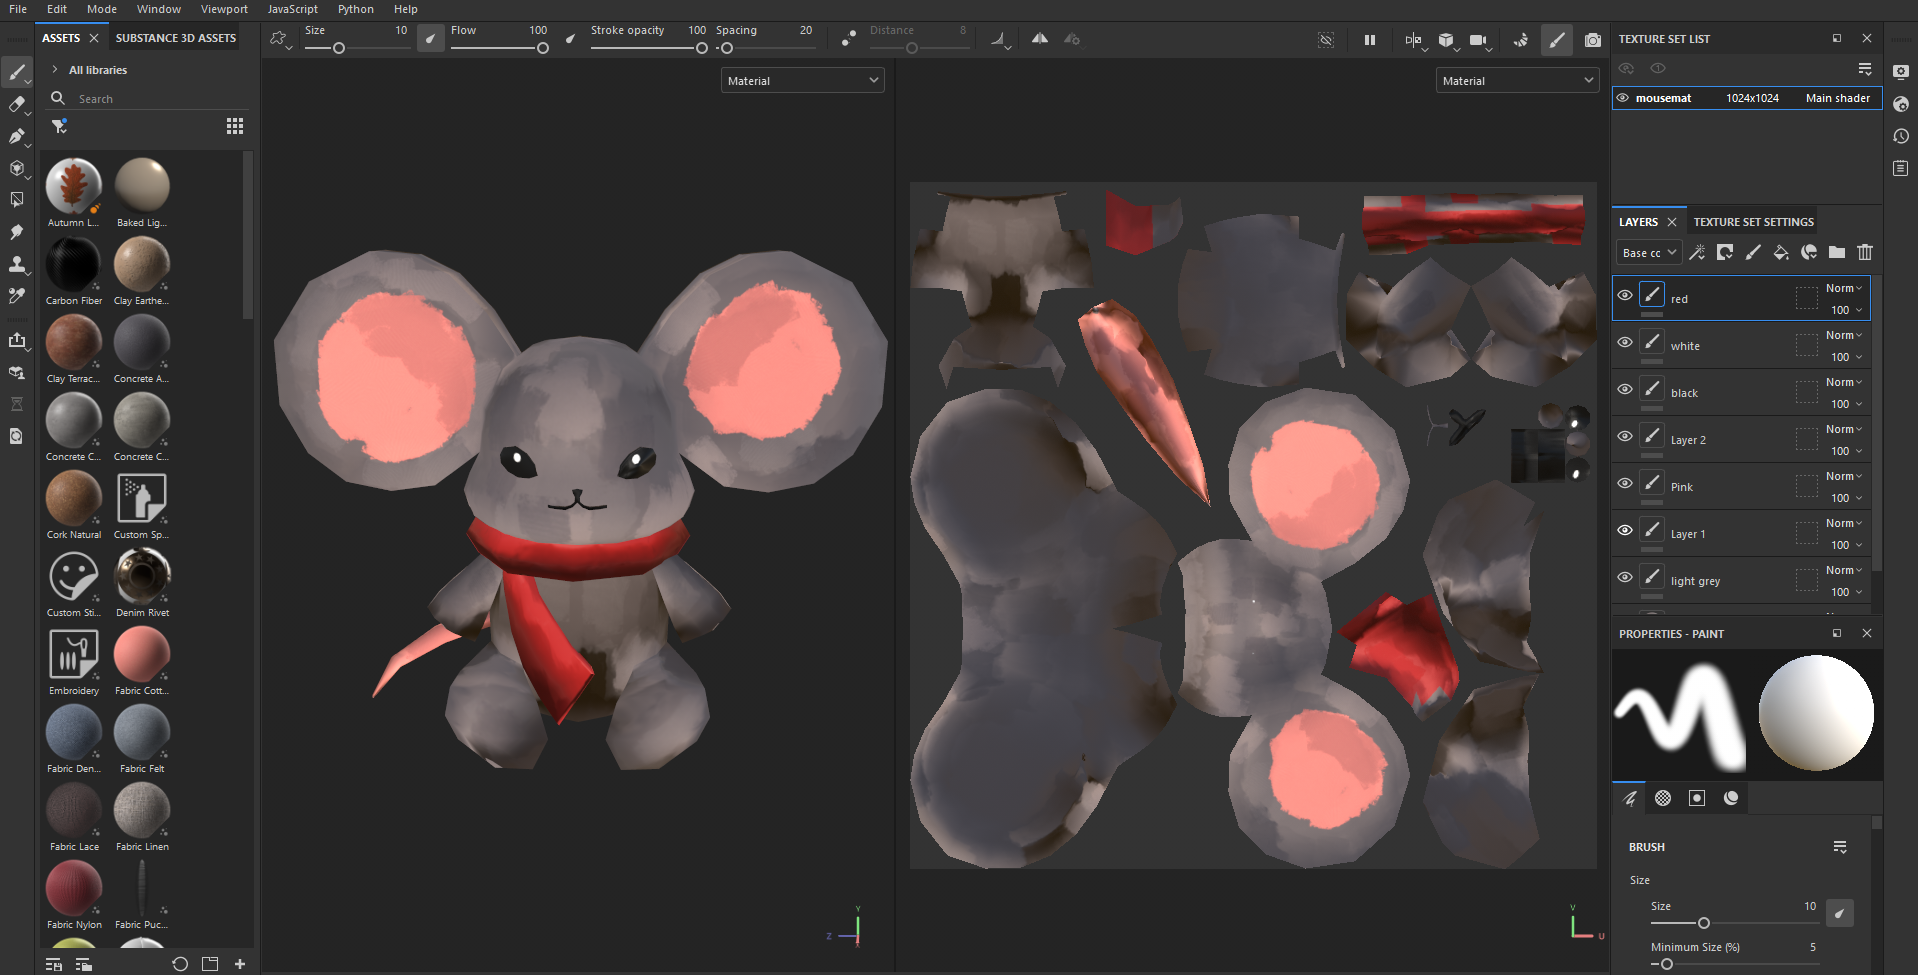 File Edit Mode Window Viewport JavaScript Python Help
ASSETS SUBSTANCE 3D ASSETS
All libraries
Search
Autumn L... Baked Lig...
Carbon Fiber Clay Earthe...
Clay Terrac... Concrete A...
Concrete C... Concrete C...
Cork Natural Custom Sp...
Custom Sti... Denim Rivet
Embroidery Fabric Cott...
Fabric Den... Fabric Felt
Fabric Lace Fabric Linen
Fabric Nylon Fabric Puc...
Size 10 Flow 100 Stroke opacity 100 Spacing 20 Distance 8
Material
Y
Z
Material
V
U
TEXTURE SET LIST
mousemat 1024x1024 Main shader
LAYERS TEXTURE SET SETTINGS
Base cc
red Norm 100
white Norm 100
black Norm 100
Layer 2 Norm 100
Pink Norm 100
Layer 1 Norm 100
light grey Norm 100
PROPERTIES - PAINT
BRUSH
Size
Size 10
Minimum Size (%) 5